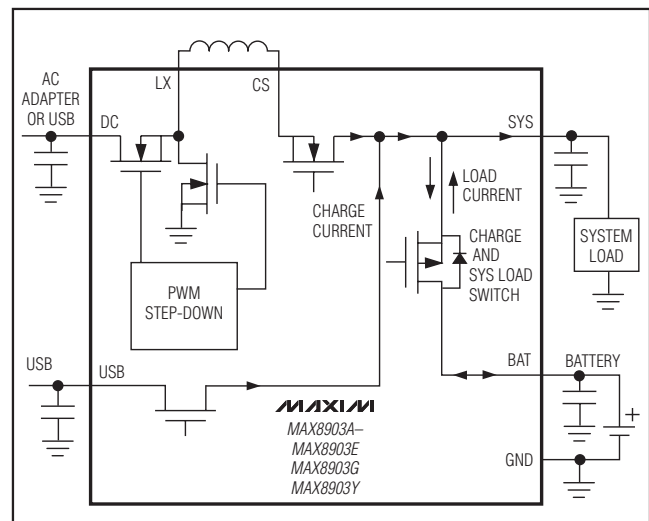 AC
ADAPTER
OR USB
DC
LX
CS
SYS
LOAD
CURRENT
CHARGE
CURRENT
CHARGE
AND
SYS LOAD
SWITCH
SYSTEM
LOAD
PWM
STEP-DOWN
USB
USB
BAT
BATTERY
+
MAXIM
MAX8903A–
MAX8903E
MAX8903G
MAX8903Y
GND